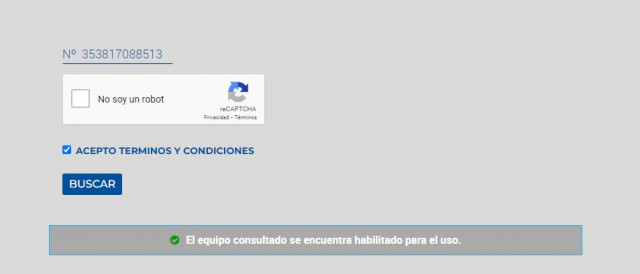 Nº 353817088513
No soy un robot
reCAPTCHA
Privacidad - Términos
ACEPTO TERMINOS Y CONDICIONES
BUSCAR
El equipo consultado se encuentra habilitado para el uso.